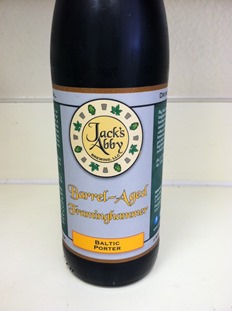 Jack's
Abby
BREWING, LLC
Barrel-Aged
Framinghammer
BALTIC
PORTER